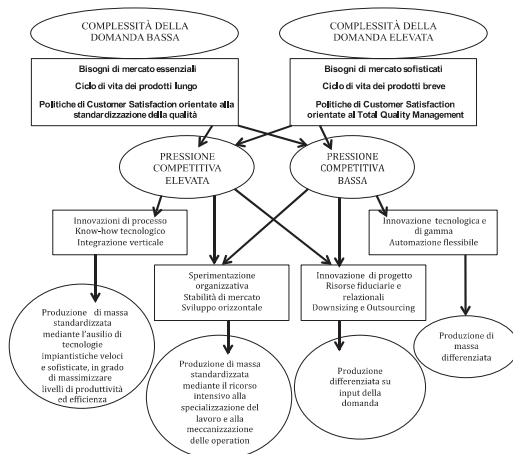 COMPLESSITÀ DELLA
DOMANDA BASSA
COMPLESSITÀ DELLA
DOMANDA ELEVATA
Bisogni di mercato essenziali
Ciclo di vita dei prodotti lungo
Politiche di Customer Satisfaction orientate alla
standardizzazione della qualità
Bisogni di mercato sofisticati
Ciclo di vita dei prodotti breve
Politiche di Customer Satisfaction
orientate al Total Quality Management
PRESSIONE
COMPETITIVA
ELEVATA
PRESSIONE
COMPETITIVA
BASSA
Innovazioni di processo
Know-how tecnologico
Integrazione verticale
Innovazione tecnologica e
di gamma
Automazione flessibile
Sperimentazione
organizzativa
Stabilità di mercato
Sviluppo orizzontale
Innovazione di progetto
Risorse fiduciarie e
relazionali
Downsizing e Outsourcing
Produzione di massa
standardizzata
mediante l'ausilio di
tecnologie
impiantistiche veloci
e sofisticate, in grado
di massimizzare
livelli di produttività
ed efficienza
Produzione di massa
standardizzata
mediante il ricorso
intensivo alla
specializzazione del
lavoro e alla
meccanizzazione
delle operation
Produzione
differenziata su
input della
domanda
Produzione di
massa
differenziata